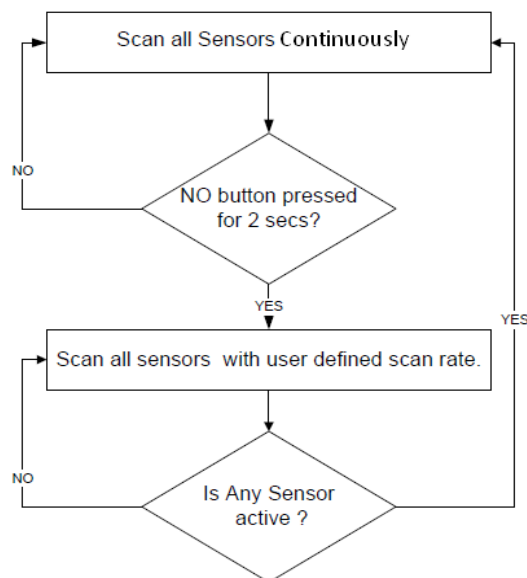 Scan all Sensors Continuously
NO
NO button pressed
for 2 secs?
YES
YES
Scan all sensors with user defined scan rate.
NO
Is Any Sensor
active ?